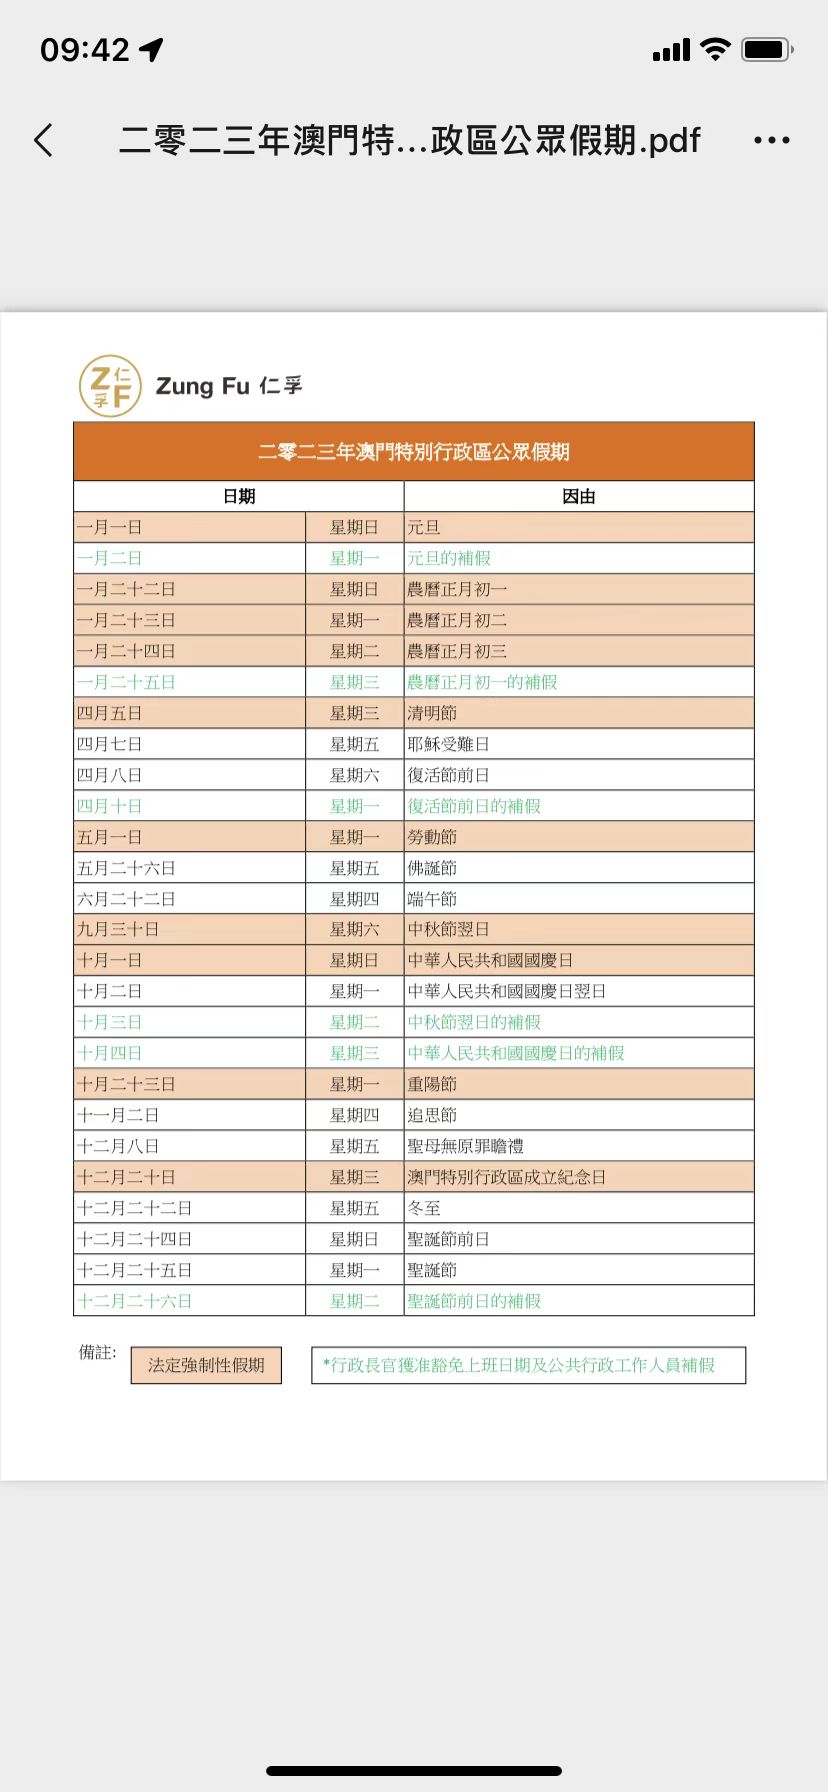 09:42
二零二三年澳門特...政區公眾假期.pdf
Zung Fu 仁孚
二零二三年澳門特別行政區公眾假期
日期 因由
一月一日 星期日 元旦
一月二日 星期一 元旦的補假
一月二十二日 星期日 農曆正月初一
一月二十三日 星期一 農曆正月初二
一月二十四日 星期二 農曆正月初三
一月二十五日 星期三 農曆正月初一的補假
四月五日 星期三 清明節
四月七日 星期五 耶穌受難日
四月八日 星期六 復活節前日
四月十日 星期一 復活節前日的補假
五月一日 星期一 勞動節
五月二十六日 星期五 佛誕節
六月二十二日 星期四 端午節
九月三十日 星期六 中秋節翌日
十月一日 星期日 中華人民共和國國慶日
十月二日 星期一 中華人民共和國國慶日翌日
十月三日 星期二 中秋節翌日的補假
十月四日 星期三 中華人民共和國國慶日的補假
十月二十三日 星期一 重陽節
十一月二日 星期四 追思節
十二月八日 星期五 聖母無原罪瞻禮
十二月二十日 星期三 澳門特別行政區成立紀念日
十二月二十二日 星期五 冬至
十二月二十四日 星期日 聖誕節前日
十二月二十五日 星期一 聖誕節
十二月二十六日 星期二 聖誕節前日的補假
備註: 法定強制性假期 *行政長官獲准豁免上班日期及公共行政工作人員補假